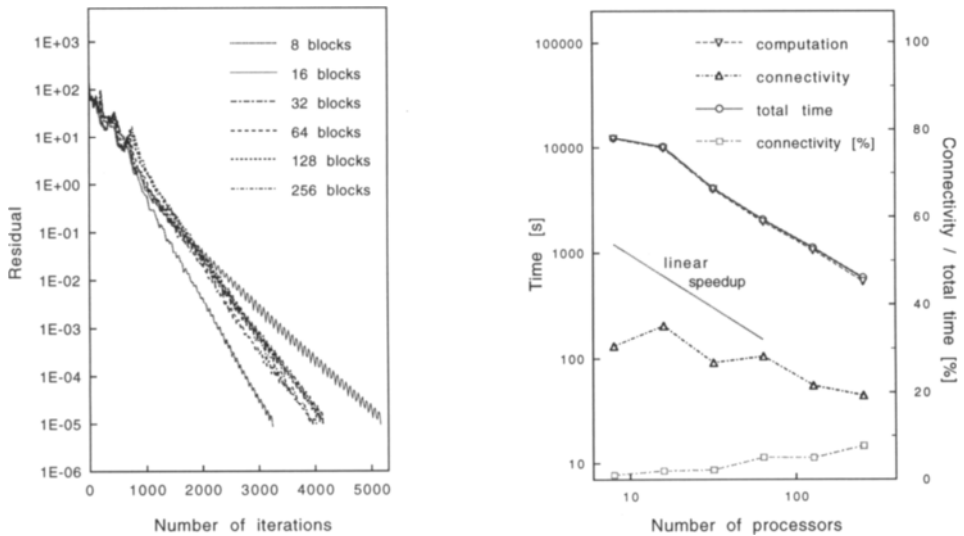 1E+03
1E+02
1E+01
1E+00
1E-01
1E-02
1E-03
1E-04
1E-05
1E-06
Residual
8 blocks
16 blocks
32 blocks
64 blocks
128 blocks
256 blocks
0 1000 2000 3000 4000 5000
Number of iterations
100000
10000
1000
100
10
Time [s]
computation
connectivity
total time
connectivity [%]
linear
speedup
100
80
60
40
20
0
Connectivity / total time [%]
10 100
Number of processors